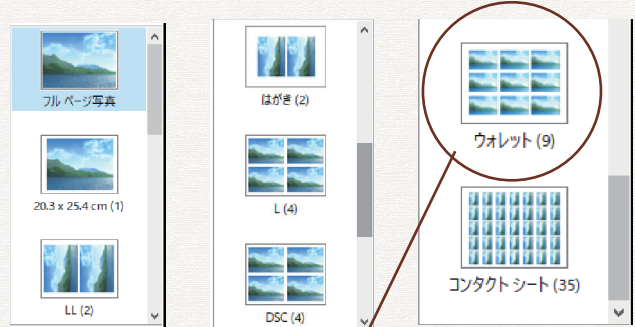 フル ページ写真
20.3 x 25.4 cm (1)
LL (2)
はがき (2)
L (4)
DSC (4)
ウォレット (9)
コンタクト シート (35)